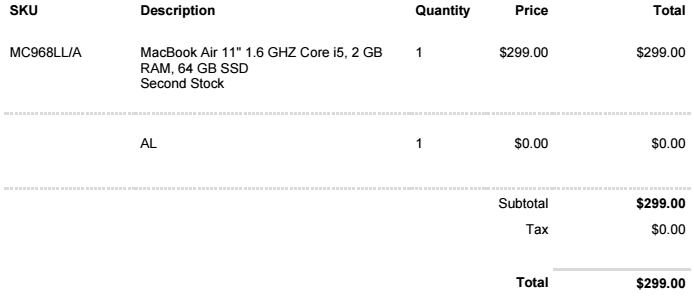 SKU Description Quantity Price Total
MC968LL/A MacBook Air 11" 1.6 GHZ Core i5, 2 GB 1 $299.00 $299.00
RAM, 64 GB SSD
Second Stock
AL 1 $0.00 $0.00
Subtotal $299.00
Tax $0.00
Total $299.00